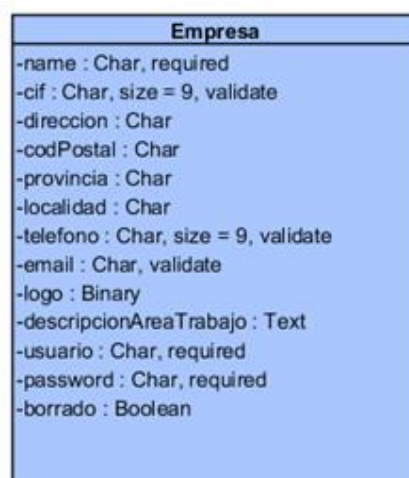 Empresa
-name : Char, required
-cif : Char, size = 9, validate
-direccion : Char
-codPostal : Char
-provincia : Char
-localidad : Char
-telefono : Char, size = 9, validate
-email : Char, validate
-logo : Binary
-descripcionAreaTrabajo : Text
-usuario : Char, required
-password : Char, required
-borrado : Boolean